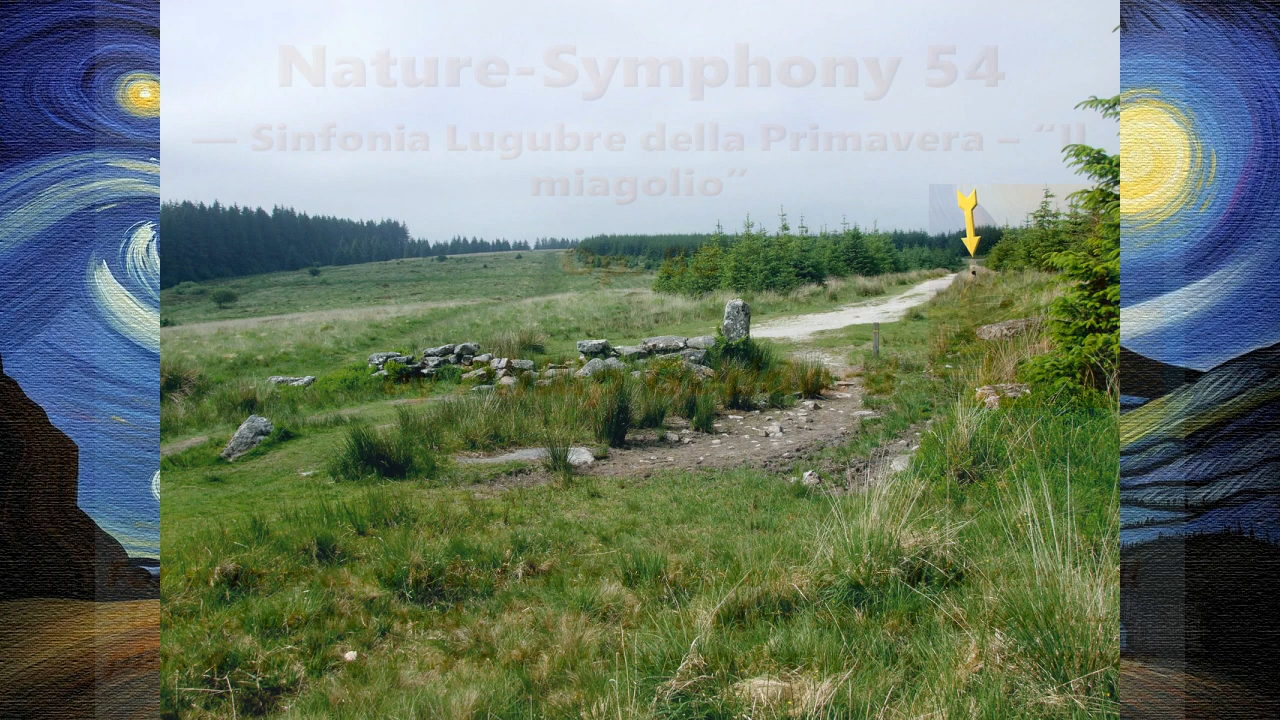 Nature-Symphony 54
— Sinfonia Lugubre della Primavera – ´´Il
miagolio´´